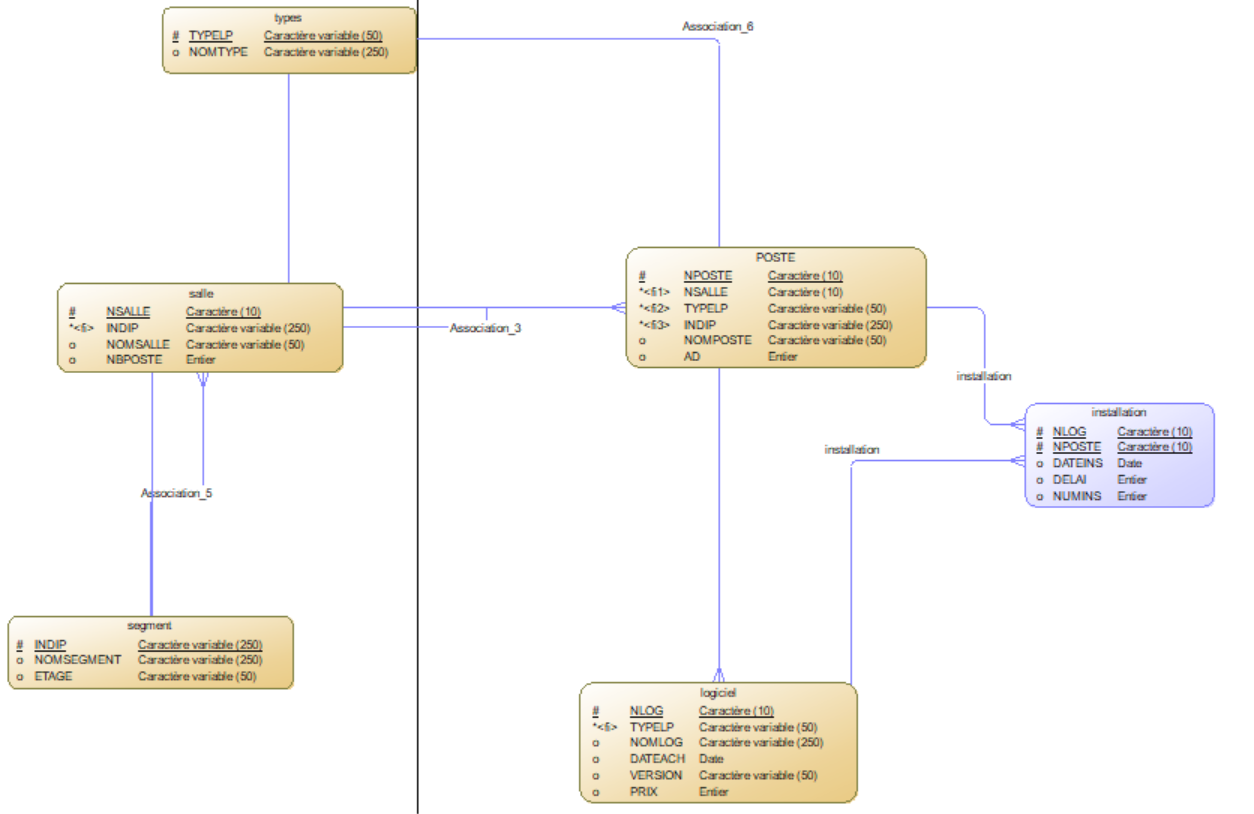 types
# TYPELP Caractère variable (50)
o NOMTYPE Caractère variable (250)
Association_6
POSTE
# NPOSTE Caractère (10)
*<fi1> NSALLE Caractère (10)
*<fi2> TYPELP Caractère variable (50)
*<fi3> INDIP Caractère variable (250)
o NOMPOSTE Caractère variable (50)
o AD Entier
salle
# NSALLE Caractère (10)
*<fi> INDIP Caractère variable (250)
o NOMSALLE Caractère variable (50)
o NBPOSTE Entier
Association_3
installation
installation
# NLOG Caractère (10)
# NPOSTE Caractère (10)
o DATEINS Date
o DELAI Entier
o NUMINS Entier
installation
Association_5
segment
# INDIP Caractère variable (250)
o NOMSEGMENT Caractère variable (250)
o ETAGE Caractère variable (50)
logiciel
# NLOG Caractère (10)
*<fi> TYPELP Caractère variable (50)
o NOMLOG Caractère variable (250)
o DATEACH Date
o VERSION Caractère variable (50)
o PRIX Entier